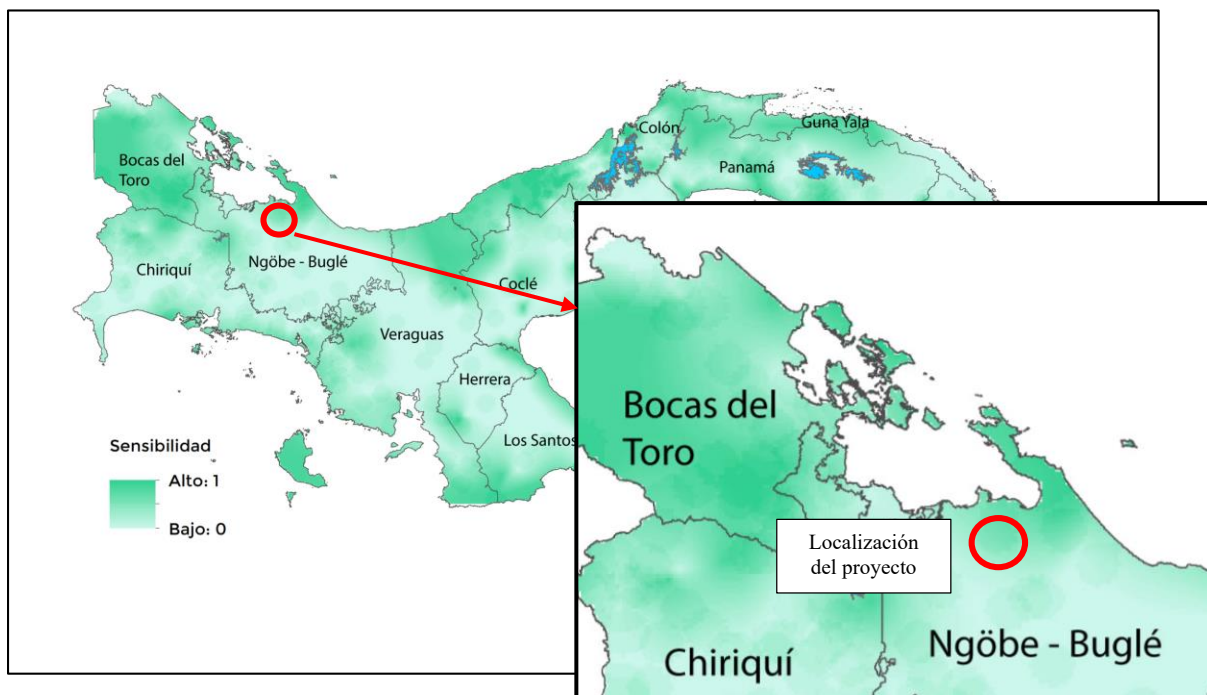 Colón
Guna Yala
Bocas del
Toro
Panamá
Chiriquí
Ngöbe - Buglé
Coclé
Veraguas
Herrera
Los Santos
Sensibilidad
Alto: 1
Bajo: 0
Bocas del
Toro
Localización
del proyecto
Ngöbe - Buglé
Chiriquí